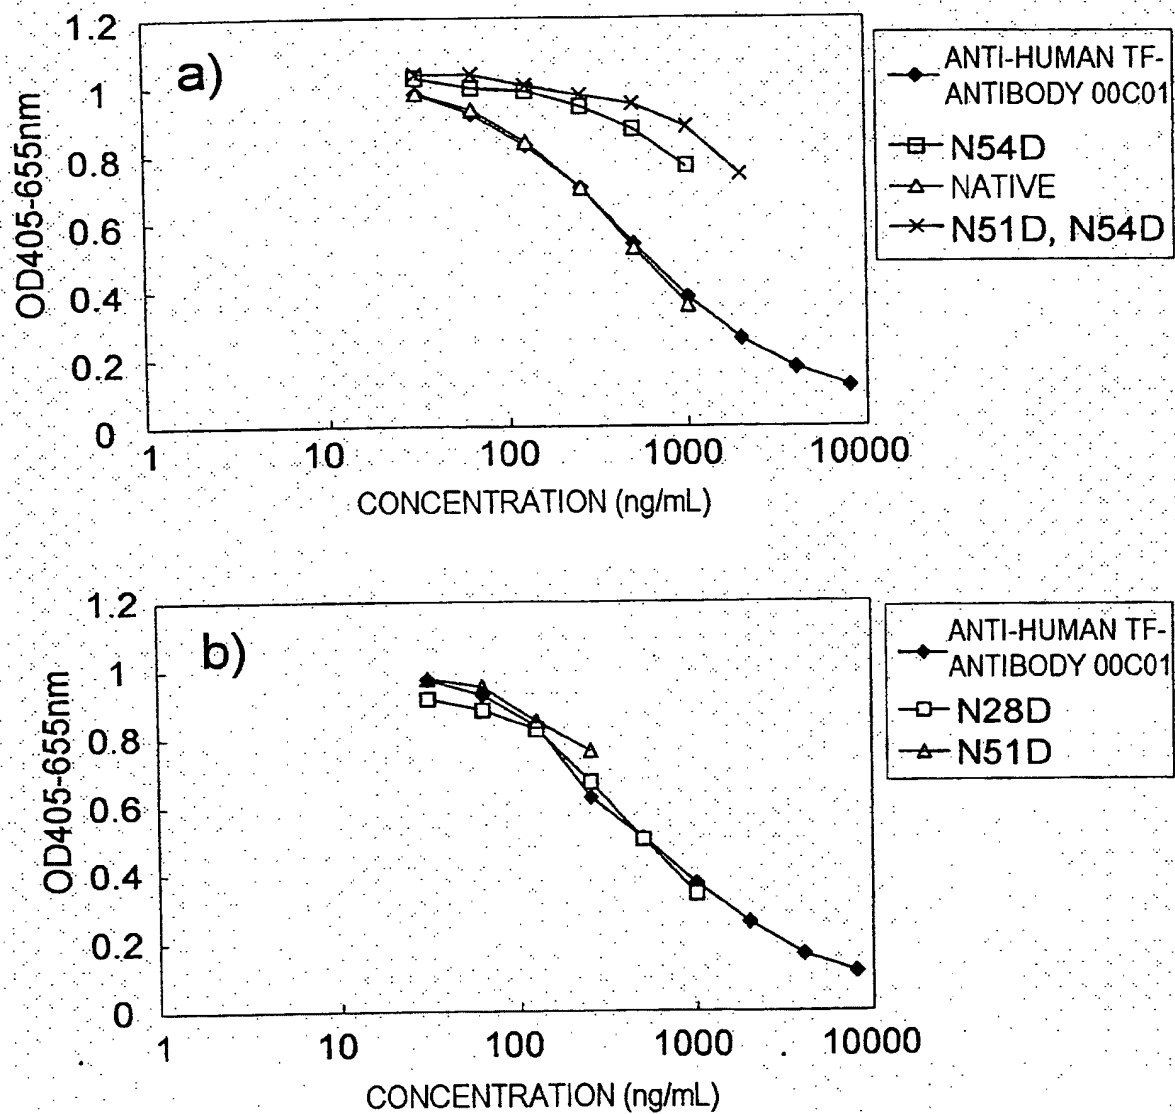 1.2
1
0.8
0.6
0.4
0.2
0
OD405-655nm
a)
1
10
100
1000
10000
CONCENTRATION (ng/mL)
ANTI-HUMAN TF-
ANTIBODY 00C01
N54D
NATIVE
N51D, N54D
1.2
1
0.8
0.6
0.4
0.2
0
OD405-655nm
b)
1
10
100
1000
10000
CONCENTRATION (ng/mL)
ANTI-HUMAN TF-
ANTIBODY 00C01
N28D
N51D